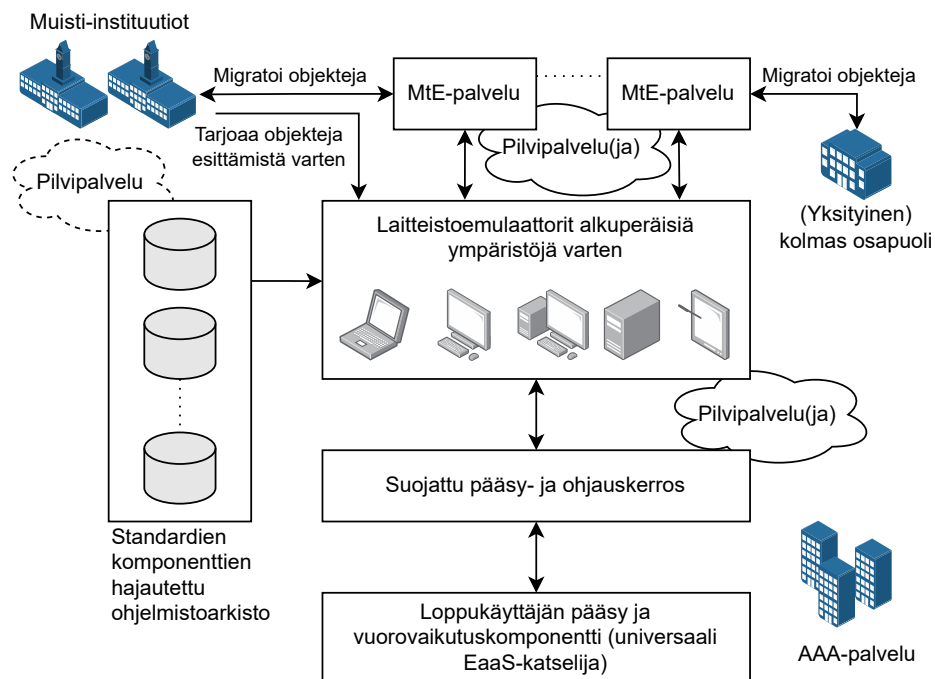 Muisti-instituutiot
Migratoi objekteja
MtE-palvelu
MtE-palvelu
Migratoi objekteja
Tarjoaa objekteja
esittämistä varten
Pilvipalvelu(ja)
Pilvipalvelu
(Yksityinen)
kolmas osapuoli
Laitteistoemulaattorit alkuperäisiä
ympäristöjä varten
Pilvipalvelu(ja)
Suojattu pääsy- ja ohjauskerros
Standardien
komponenttien
hajautettu
ohjelmistoarkisto
Loppukäyttäjän pääsy ja
vuorovaikutuskomponentti (universaali
EaaS-katselija)
AAA-palvelu